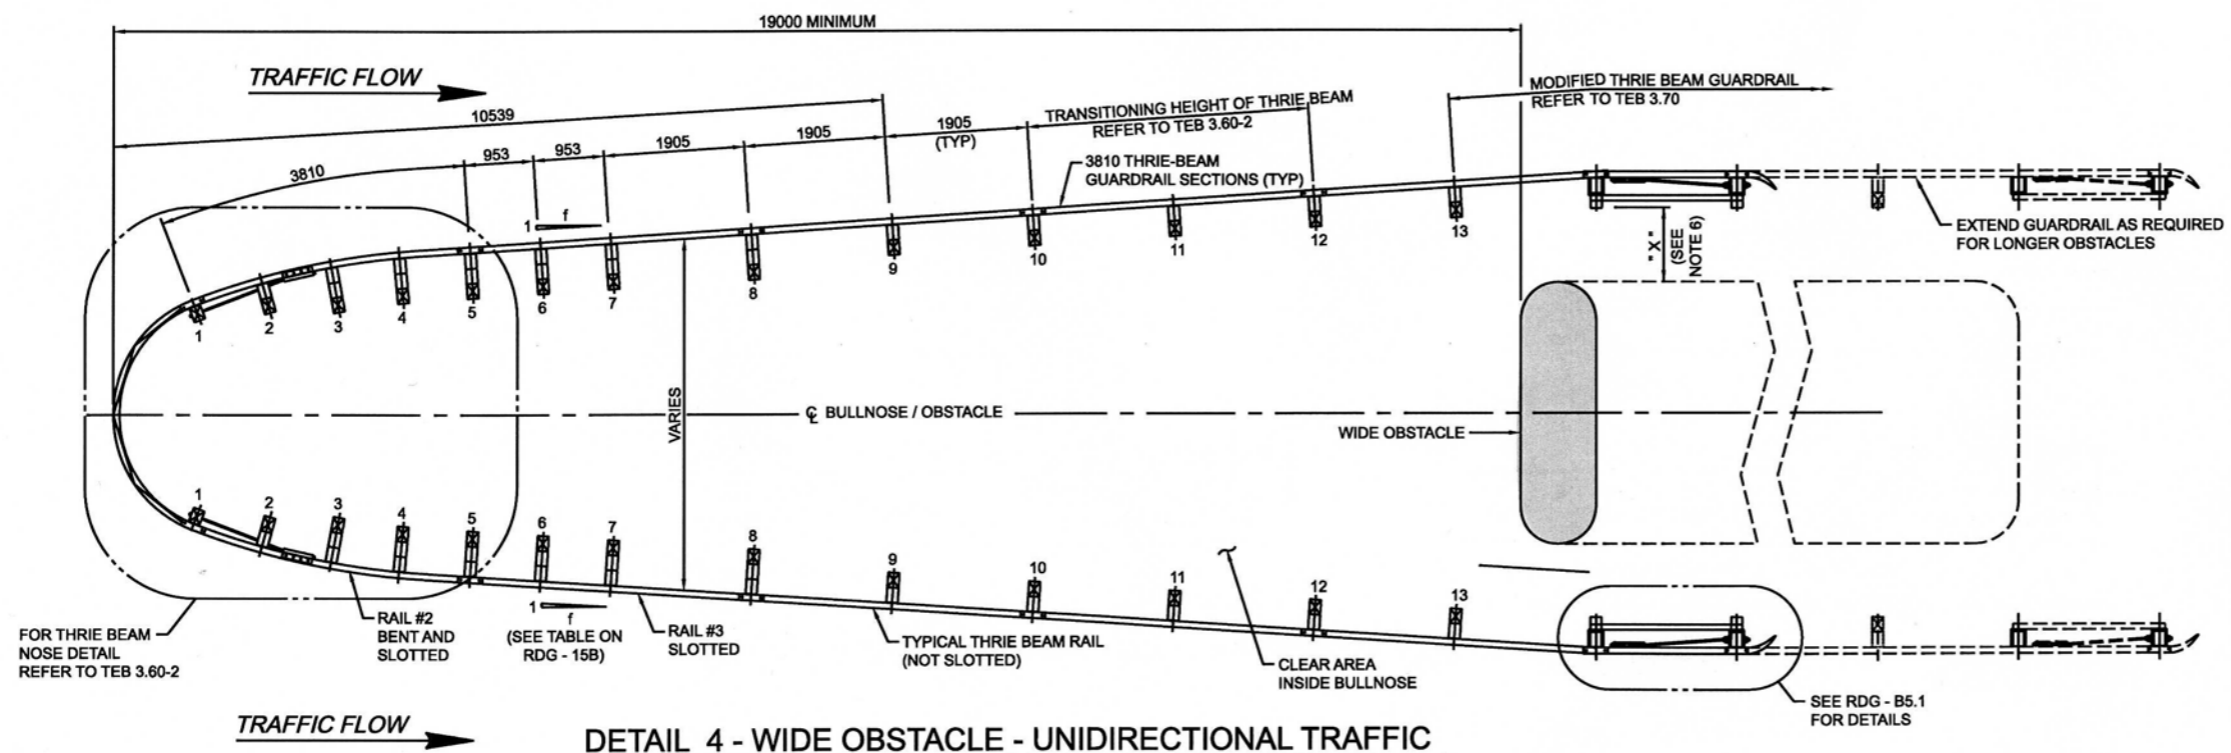 19000 MINIMUM
TRAFFIC FLOW
10539
MODIFIED THRIE BEAM GUARDRAIL
REFER TO TEB 3.70
TRANSITIONING HEIGHT OF THRIE BEAM
REFER TO TEB 3.60-2
3810
953
953
1905
1905
1905
(TYP)
3810 THRIE-BEAM
GUARDRAIL SECTIONS (TYP)
1
f
1
2
3
4
5
6
7
8
9
10
11
12
13
"X"
(SEE
NOTE 6)
EXTEND GUARDRAIL AS REQUIRED
FOR LONGER OBSTACLES
VARIES
℄ BULLNOSE / OBSTACLE
WIDE OBSTACLE
1
2
3
4
5
6
7
8
9
10
11
12
13
1
f
(SEE TABLE ON
RDG - 15B)
FOR THRIE BEAM
NOSE DETAIL
REFER TO TEB 3.60-2
RAIL #2
BENT AND
SLOTTED
RAIL #3
SLOTTED
TYPICAL THRIE BEAM RAIL
(NOT SLOTTED)
CLEAR AREA
INSIDE BULLNOSE
SEE RDG - B5.1
FOR DETAILS
TRAFFIC FLOW
DETAIL 4 - WIDE OBSTACLE - UNIDIRECTIONAL TRAFFIC